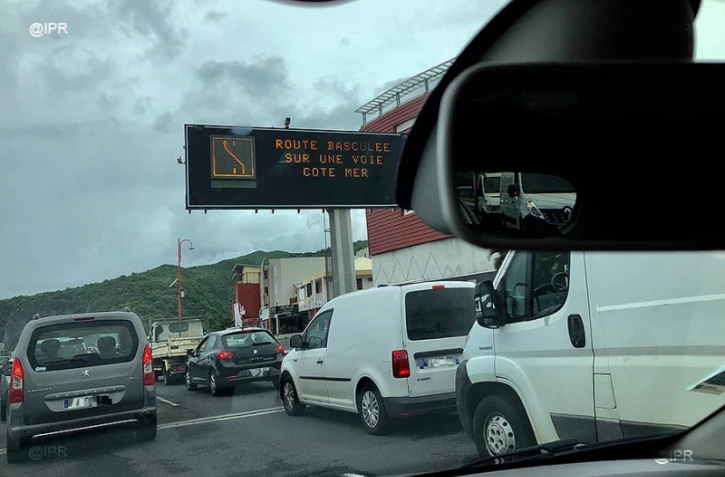 @IPR
ROUTE BASCULEE
SUR UNE VOIE
COTE MER
@IPR
@IPR